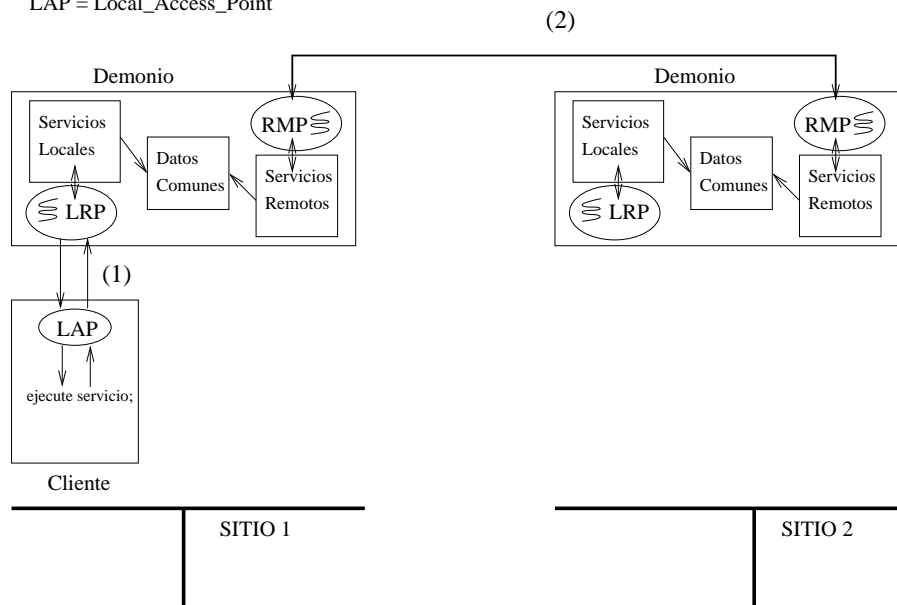 LAP = Local_Access_Point
(2)
Demonio
Demonio
Servicios
Locales
Datos
Comunes
RMP
Servicios
Remotos
LRP
Servicios
Locales
Datos
Comunes
RMP
Servicios
Remotos
LRP
(1)
LAP
ejecute servicio;
Cliente
SITIO 1
SITIO 2